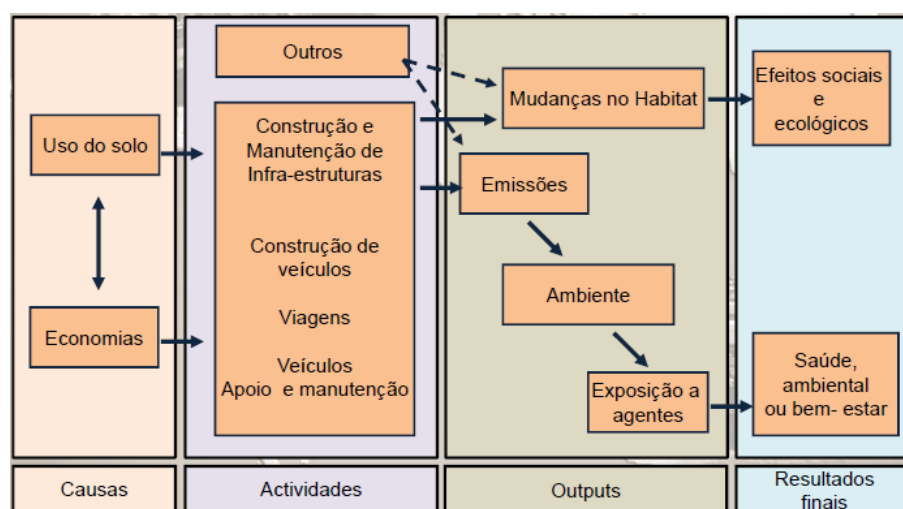 Outros
Uso do solo
Economias
Construção e
Manutenção de
Infra-estruturas
Construção de
veículos
Viagens
Veículos
Apoio e manutenção
Mudanças no Habitat
Emissões
Ambiente
Exposição a
agentes
Efeitos sociais
e
ecológicos
Saúde,
ambiental
ou bem- estar
Causas
Actividades
Outputs
Resultados
finais